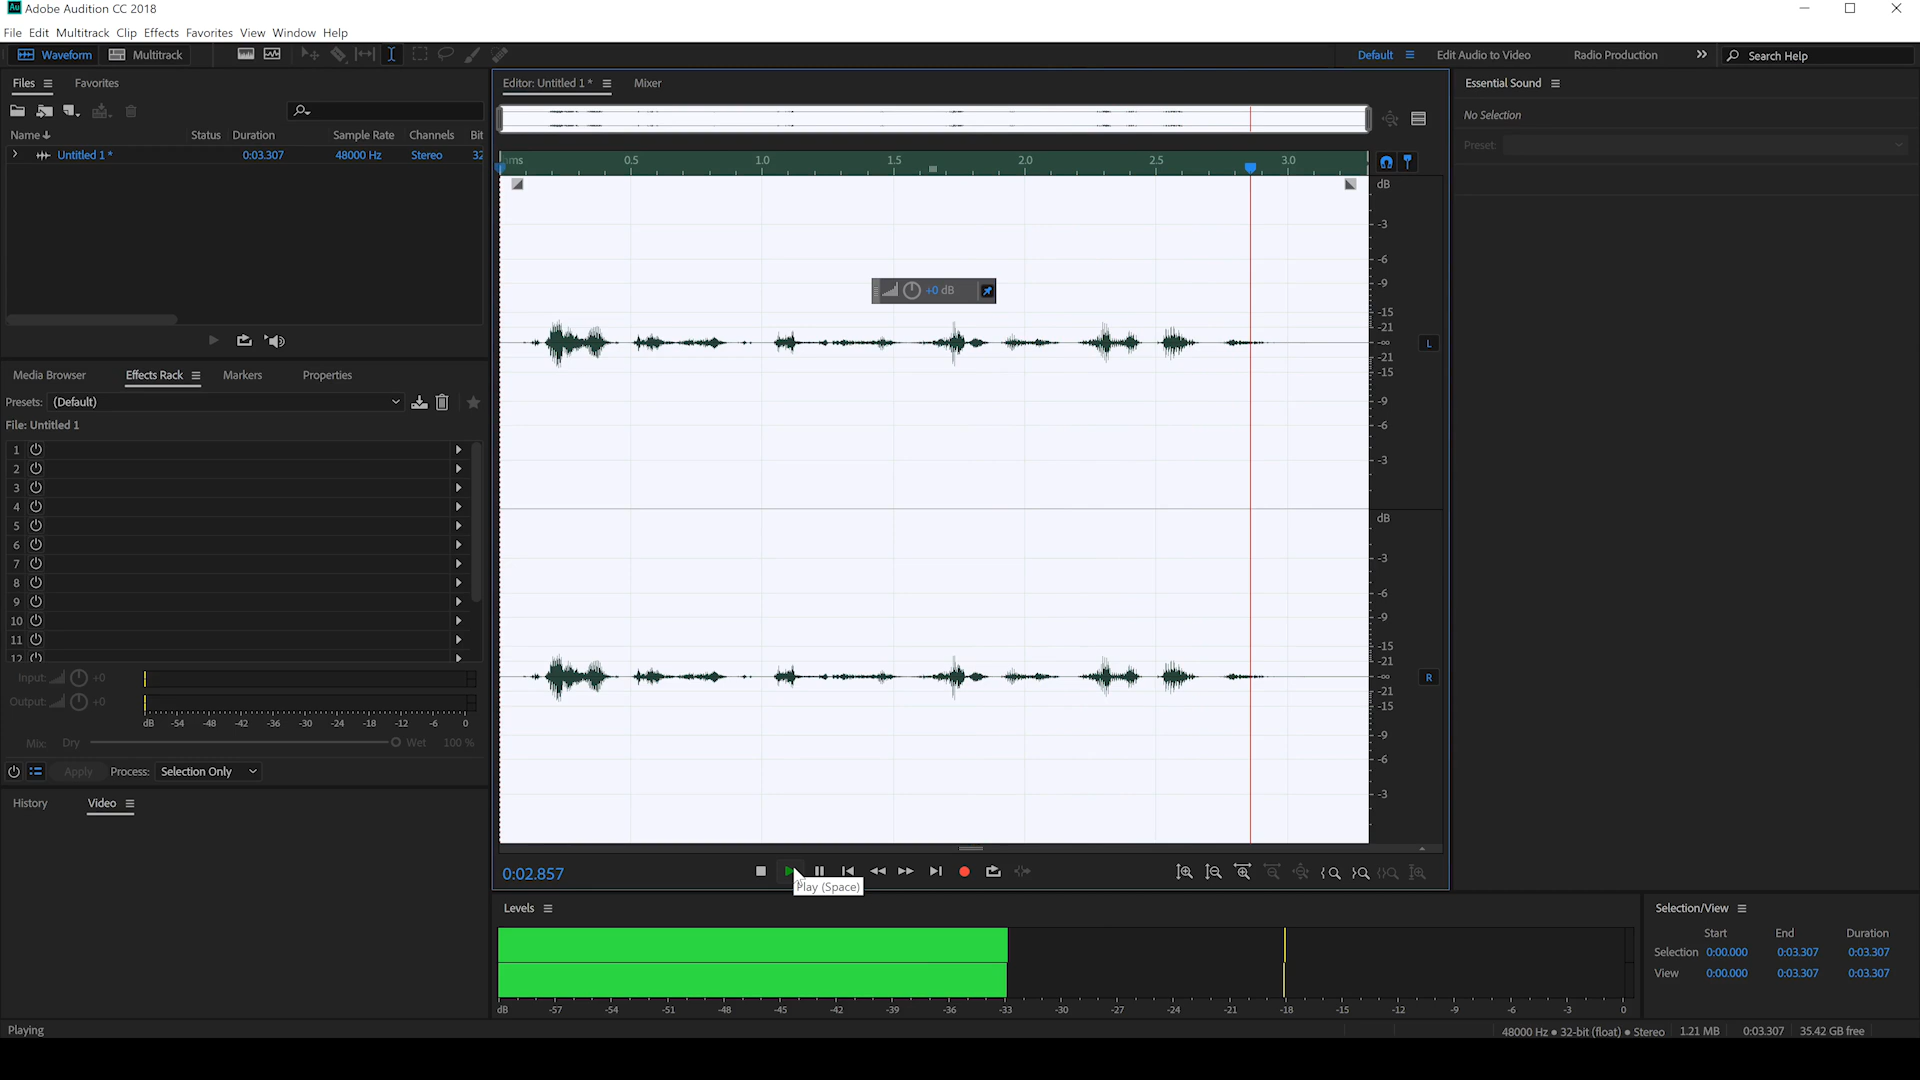 Au Adobe Audition CC 2018
File Edit Multitrack Clip Effects Favorites View Window Help
Waveform Multitrack Default Edit Audio to Video Radio Production Search Help
Files Favorites
Name Status Duration Sample Rate Channels Bit
Untitled 1 * 0:03.307 48000 Hz Stereo 32
Media Browser Effects Rack Markers Properties
Presets: (Default)
File: Untitled 1
1
2
3
4
5
6
7
8
9
10
11
12
Input: +0
Output: +0
dB -54 -48 -42 -36 -30 -24 -18 -12 -6 0
Mix: Dry Wet 100 %
Apply Process: Selection Only
History Video
Editor: Untitled 1 * Mixer
hms 0.5 1.0 1.5 2.0 2.5 3.0
+0 dB
dB
-3
-6
-9
-15
-21
-∞
-21
-15
-9
-6
-3
L
dB
-3
-6
-9
-15
-21
-∞
-21
-15
-9
-6
-3
R
0:02.857
Play (Space)
Levels
dB -57 -54 -51 -48 -45 -42 -39 -36 -33 -30 -27 -24 -21 -18 -15 -12 -9 -6 -3 0
Essential Sound
No Selection
Preset:
Selection/View
Start End Duration
Selection 0:00.000 0:03.307 0:03.307
View 0:00.000 0:03.307 0:03.307
Playing
48000 Hz ● 32-bit (float) ● Stereo 1.21 MB 0:03.307 35.42 GB free